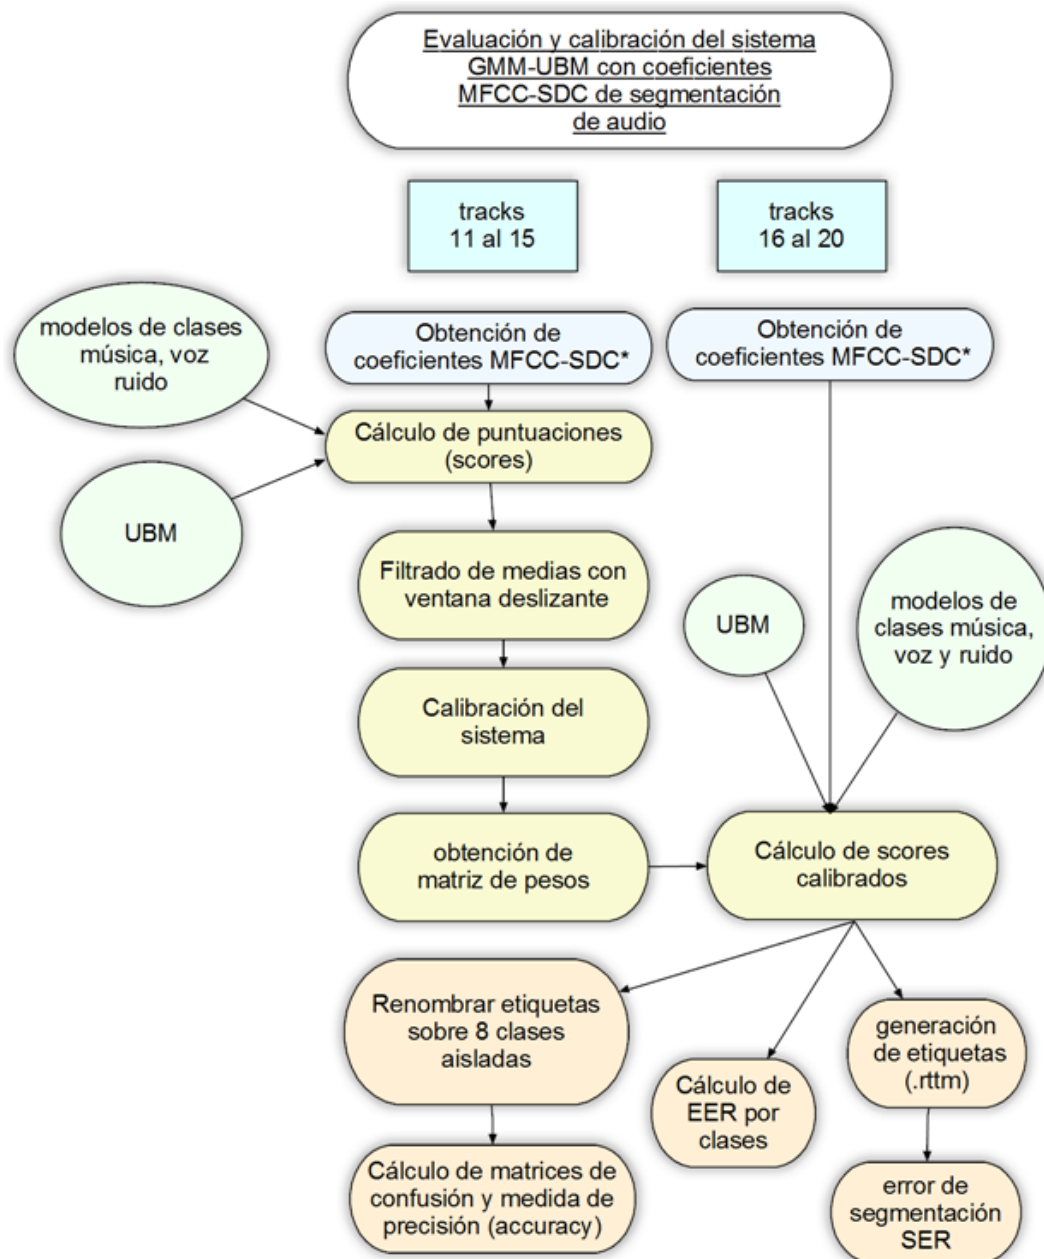 Evaluación y calibración del sistema
GMM-UBM con coeficientes
MFCC-SDC de segmentación
de audio
tracks
11 al 15
tracks
16 al 20
modelos de clases
música, voz
ruido
Obtención de
coeficientes MFCC-SDC*
Obtención de
coeficientes MFCC-SDC*
Cálculo de puntuaciones
(scores)
UBM
Filtrado de medias con
ventana deslizante
UBM
modelos de
clases música,
voz y ruido
Calibración del
sistema
obtención de
matriz de pesos
Cálculo de scores
calibrados
Renombrar etiquetas
sobre 8 clases
aisladas
generación
de etiquetas
(.rttm)
Cálculo de
EER por
clases
Cálculo de matrices de
confusión y medida de
precisión (accuracy)
error de
segmentación
SER